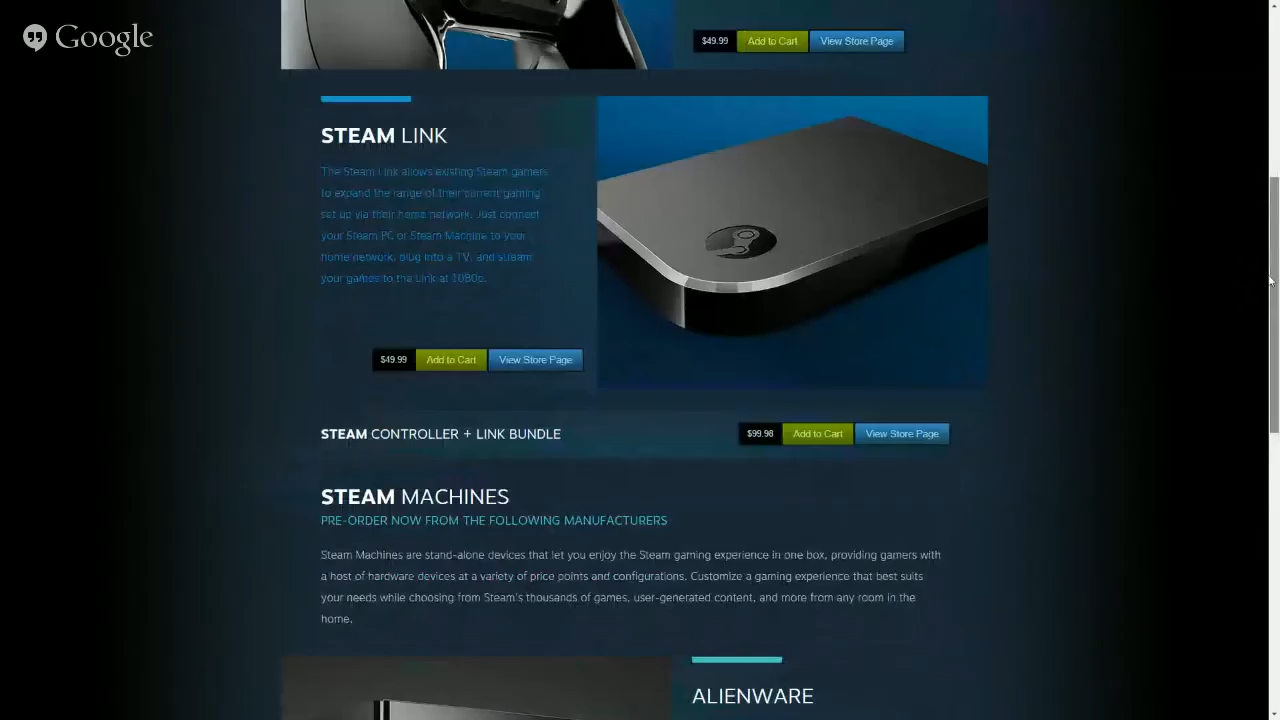 Google
$49.99 Add to Cart View Store Page
STEAM LINK
The Steam Link allows existing Steam gamers
to expand the range of their current gaming
set up via their home network. Just connect
your Steam PC or Steam Machine to your
home network, plug into a TV, and stream
your games to the Link at 1080p.
$49.99 Add to Cart View Store Page
STEAM CONTROLLER + LINK BUNDLE
$99.98 Add to Cart View Store Page
STEAM MACHINES
PRE-ORDER NOW FROM THE FOLLOWING MANUFACTURERS
Steam Machines are stand-alone devices that let you enjoy the Steam gaming experience in one box, providing gamers with
a host of hardware devices at a variety of price points and configurations. Customize a gaming experience that best suits
your needs while choosing from Steam's thousands of games, user-generated content, and more from any room in the
home.
ALIENWARE